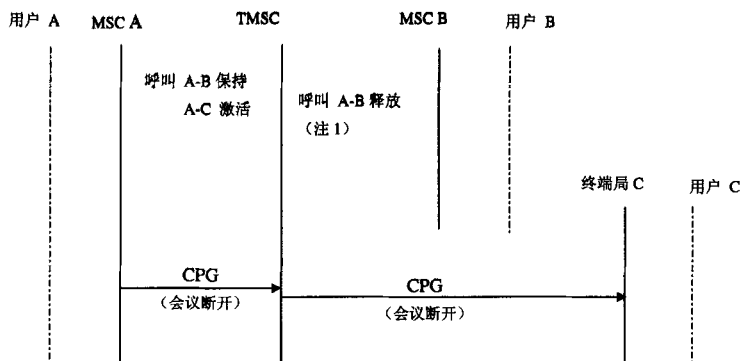 用户 A MSC A TMSC MSC B 用户 B
呼叫 A-B 保持
A-C 激活
呼叫 A-B 释放
（注1）
终端局 C 用户 C
CPG
（会议断开）
CPG
（会议断开）